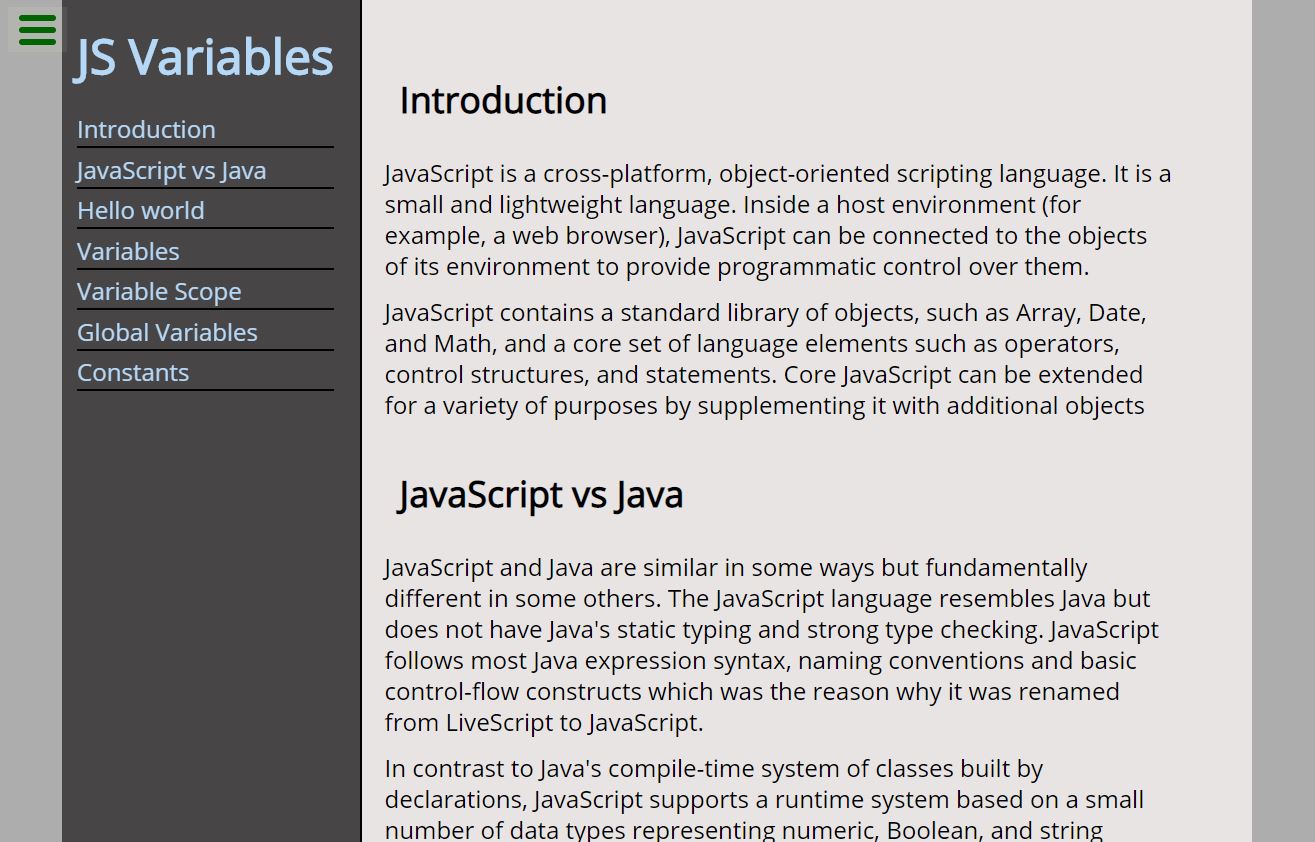 JS Variables
Introduction
JavaScript vs Java
Hello world
Variables
Variable Scope
Global Variables
Constants
Introduction
JavaScript is a cross-platform, object-oriented scripting language. It is a
small and lightweight language. Inside a host environment (for
example, a web browser), JavaScript can be connected to the objects
of its environment to provide programmatic control over them.
JavaScript contains a standard library of objects, such as Array, Date,
and Math, and a core set of language elements such as operators,
control structures, and statements. Core JavaScript can be extended
for a variety of purposes by supplementing it with additional objects
JavaScript vs Java
JavaScript and Java are similar in some ways but fundamentally
different in some others. The JavaScript language resembles Java but
does not have Java's static typing and strong type checking. JavaScript
follows most Java expression syntax, naming conventions and basic
control-flow constructs which was the reason why it was renamed
from LiveScript to JavaScript.
In contrast to Java's compile-time system of classes built by
declarations, JavaScript supports a runtime system based on a small
number of data types representing numeric, Boolean, and string